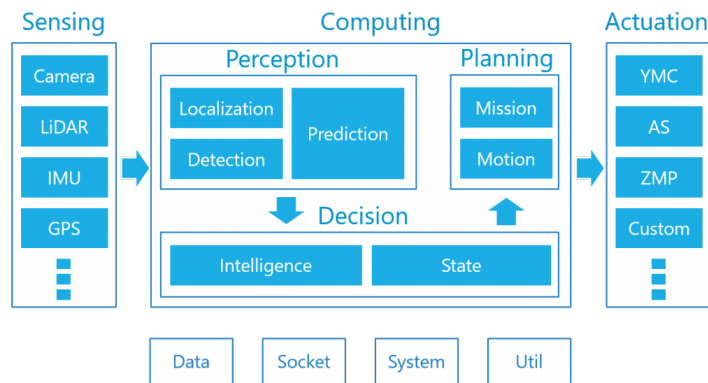 Sensing
Computing
Actuation
Camera
LiDAR
IMU
GPS
Perception
Localization
Detection
Prediction
Planning
Mission
Motion
Decision
Intelligence
State
YMC
AS
ZMP
Custom
Data
Socket
System
Util